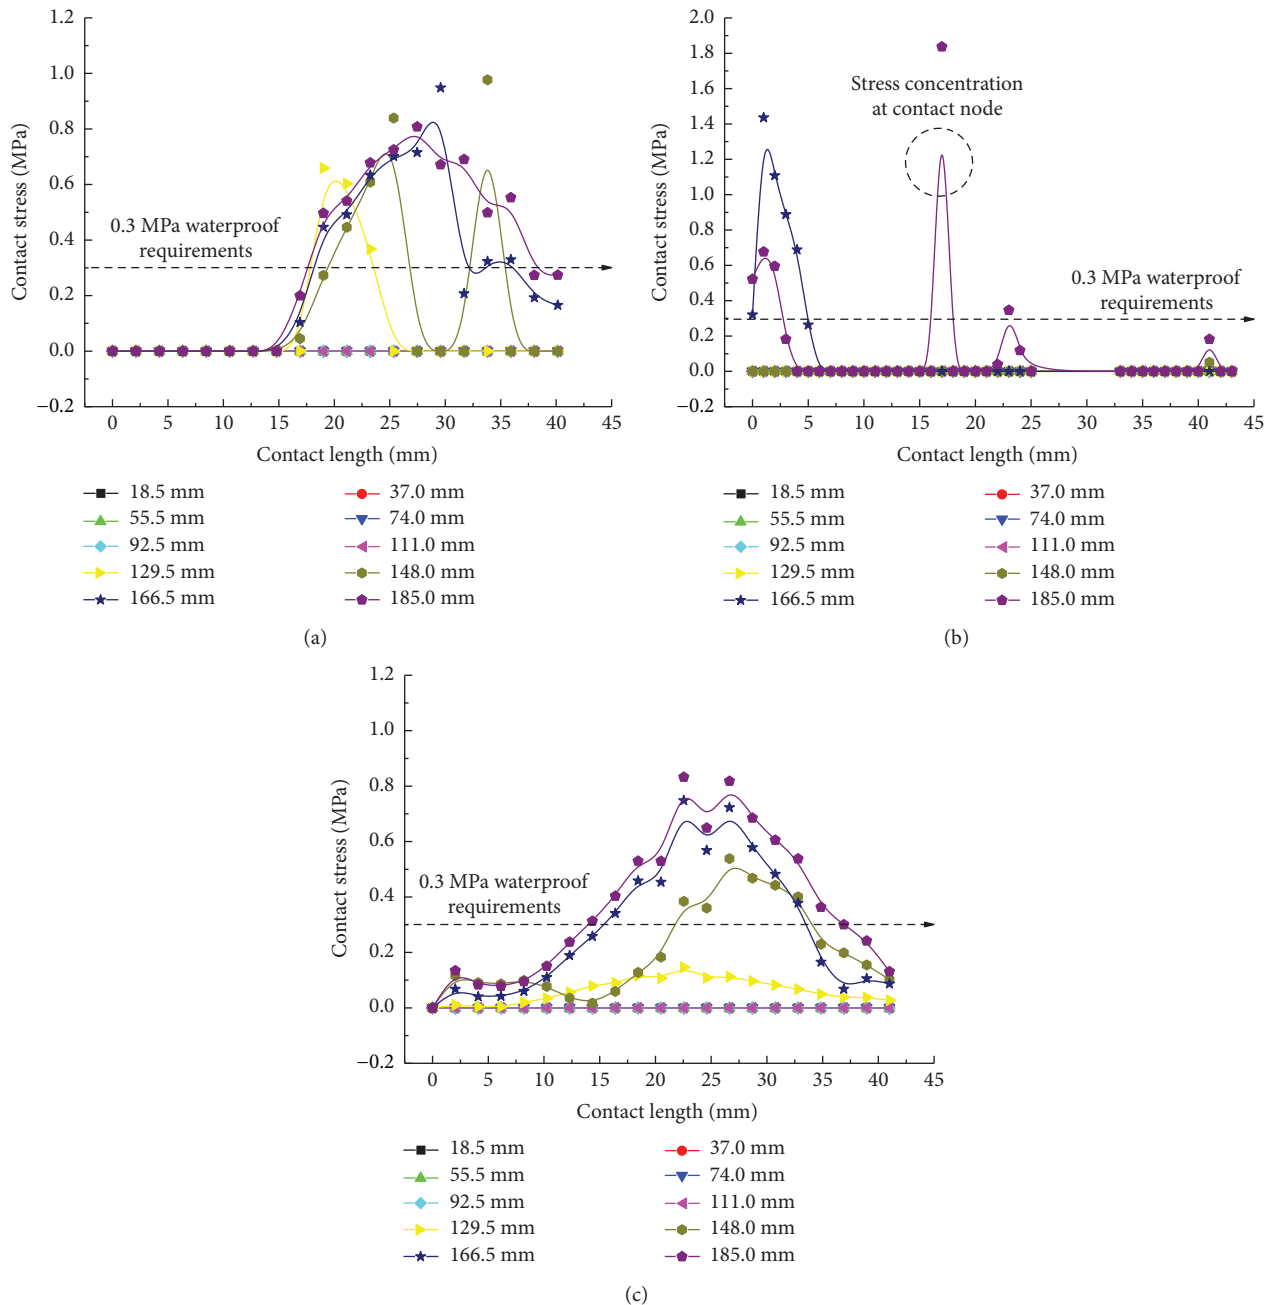 1.2
1.0
0.8
0.6
0.4
0.2
0.0
−0.2
Contact stress (MPa)
0.3 MPa waterproof
requirements
0 5 10 15 20 25 30 35 40 45
Contact length (mm)
18.5 mm 37.0 mm
55.5 mm 74.0 mm
92.5 mm 111.0 mm
129.5 mm 148.0 mm
166.5 mm 185.0 mm
(a)
2.0
1.8
1.6
1.4
1.2
1.0
0.8
0.6
0.4
0.2
0.0
−0.2
Contact stress (MPa)
Stress concentration
at contact node
0.3 MPa waterproof
requirements
0 5 10 15 20 25 30 35 40 45
Contact length (mm)
18.5 mm 37.0 mm
55.5 mm 74.0 mm
92.5 mm 111.0 mm
129.5 mm 148.0 mm
166.5 mm 185.0 mm
(b)
1.2
1.0
0.8
0.6
0.4
0.2
0.0
−0.2
Contact stress (MPa)
0.3 MPa waterproof
requirements
0 5 10 15 20 25 30 35 40 45
Contact length (mm)
18.5 mm 37.0 mm
55.5 mm 74.0 mm
92.5 mm 111.0 mm
129.5 mm 148.0 mm
166.5 mm 185.0 mm
(c)